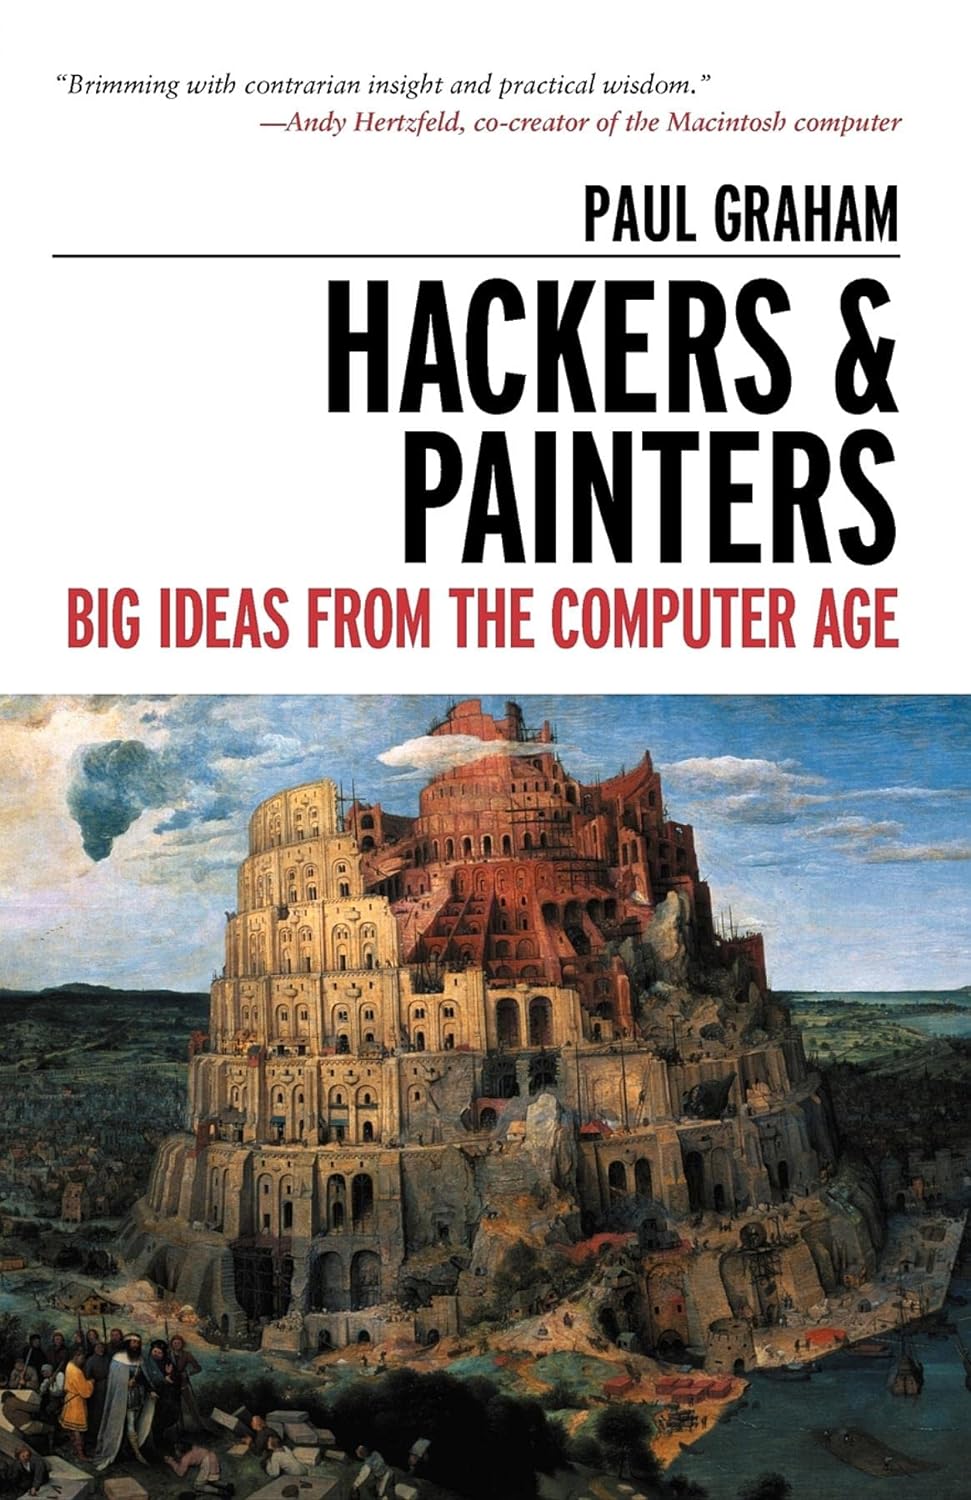 “Brimming with contrarian insight and practical wisdom.”
—Andy Hertzfeld, co-creator of the Macintosh computer
PAUL GRAHAM
HACKERS &
PAINTERS
BIG IDEAS FROM THE COMPUTER AGE